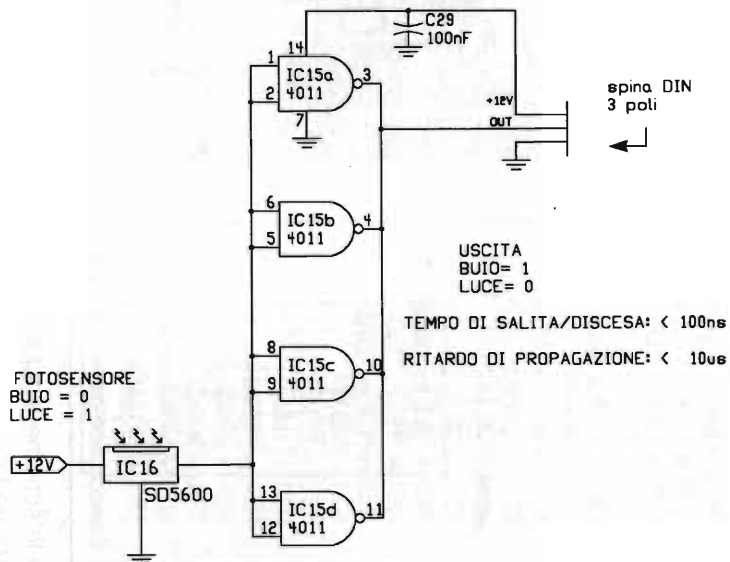 C29
100nF
14
1
IC15a
3
2
4011
7
+12V
OUT
spina DIN
3 poli
6
IC15b
4
5
4011
USCITA
BUIO= 1
LUCE= 0
TEMPO DI SALITA/DISCESA: < 100ns
RITARDO DI PROPAGAZIONE: < 10us
8
IC15c
10
9
4011
FOTOSENSORE
BUIO = 0
LUCE = 1
+12V
IC16
SD5600
13
IC15d
11
12
4011